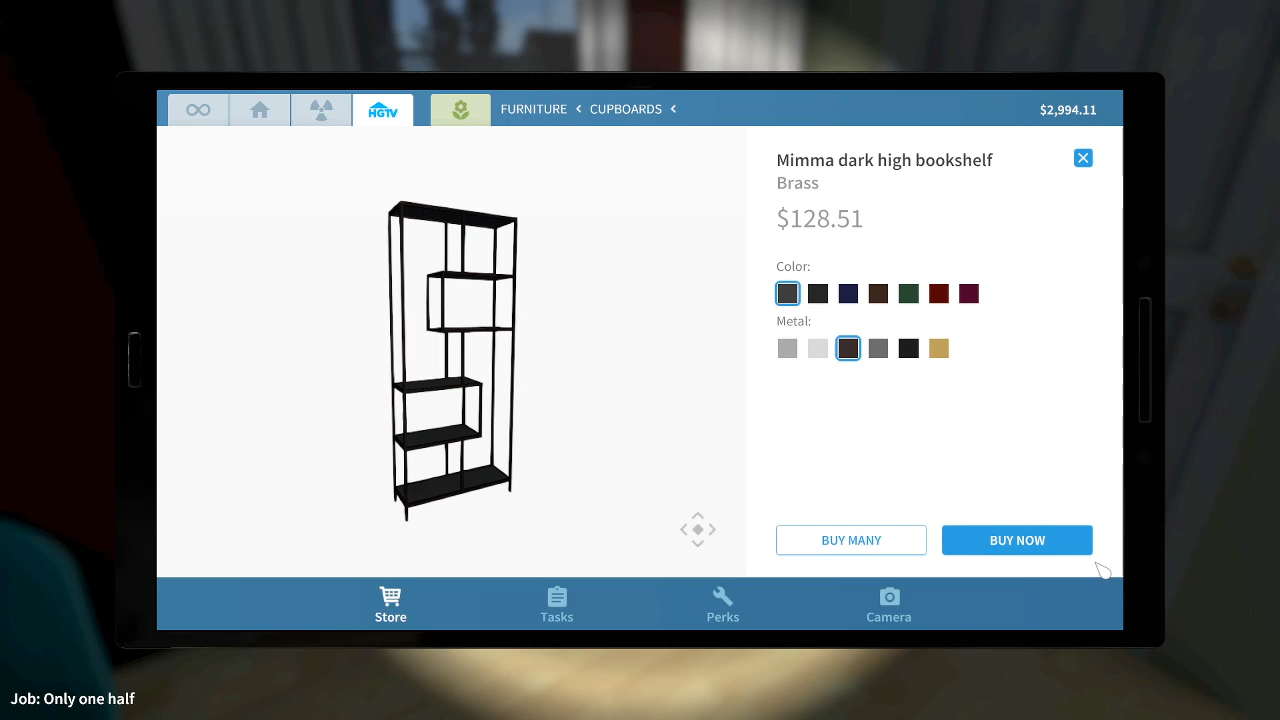 HGTV
FURNITURE < CUPBOARDS <
$2,994.11
Mimma dark high bookshelf
Brass
$128.51
Color:
Metal:
BUY MANY
BUY NOW
Store
Tasks
Perks
Camera
Job: Only one half